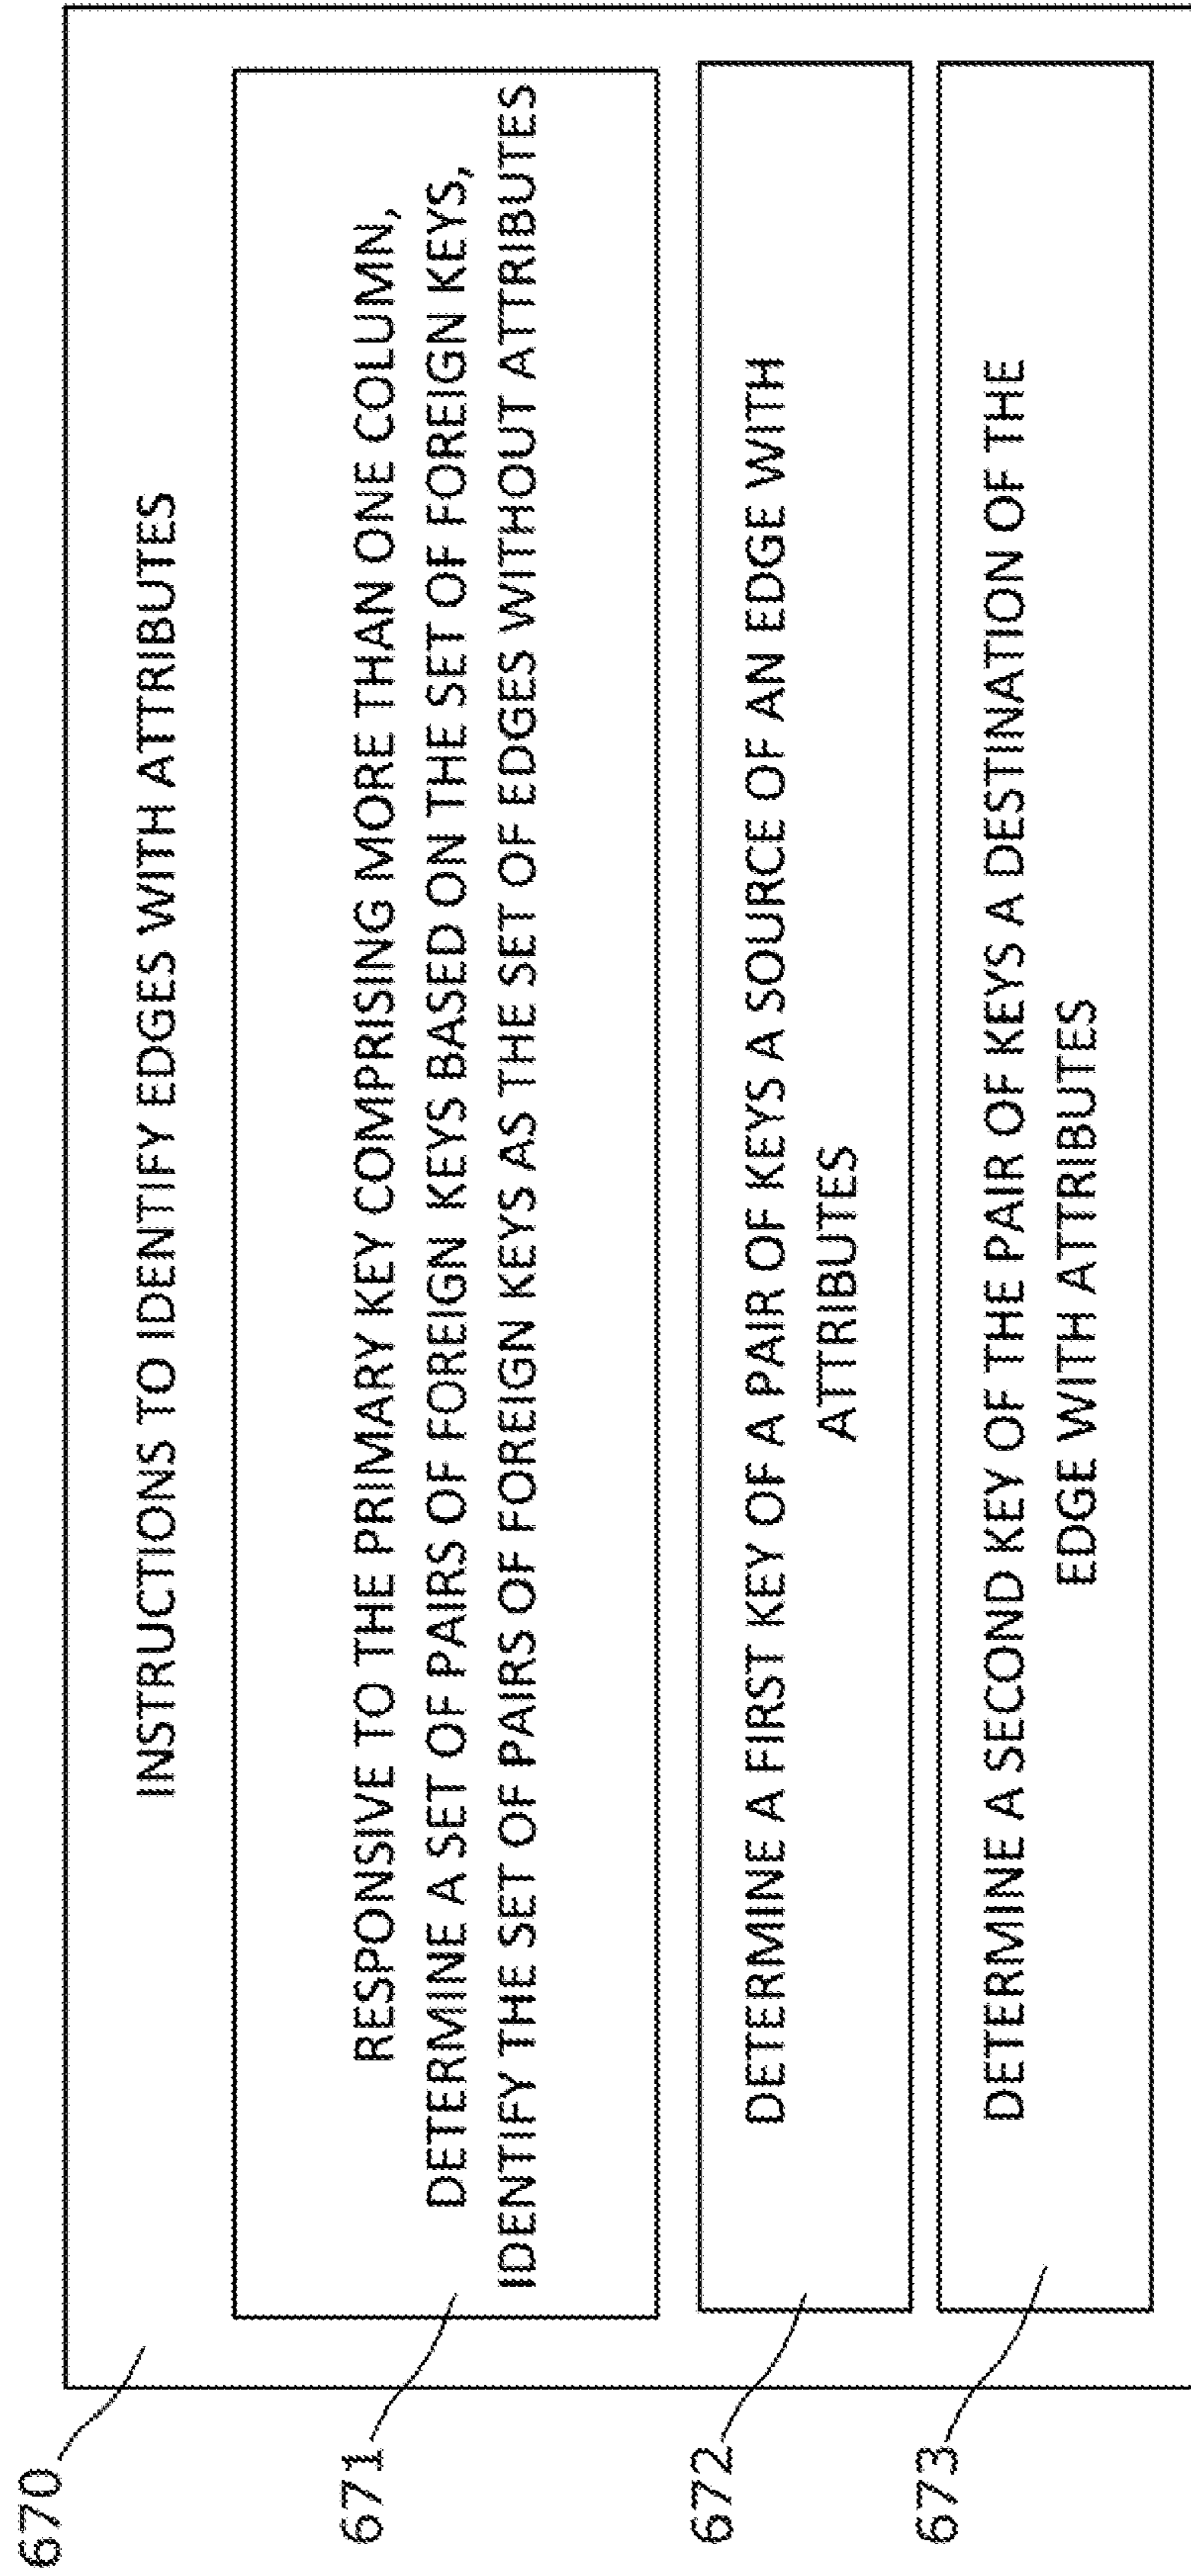 670
INSTRUCTIONS TO IDENTIFY EDGES WITH ATTRIBUTES
671
RESPONSIVE TO THE PRIMARY KEY COMPRISING MORE THAN ONE COLUMN,
DETERMINE A SET OF PAIRS OF FOREIGN KEYS BASED ON THE SET OF FOREIGN KEYS,
IDENTIFY THE SET OF PAIRS OF FOREIGN KEYS AS THE SET OF EDGES WITHOUT ATTRIBUTES
672
DETERMINE A FIRST KEY OF A PAIR OF KEYS A SOURCE OF AN EDGE WITH
ATTRIBUTES
673
DETERMINE A SECOND KEY OF THE PAIR OF KEYS A DESTINATION OF THE
EDGE WITH ATTRIBUTES